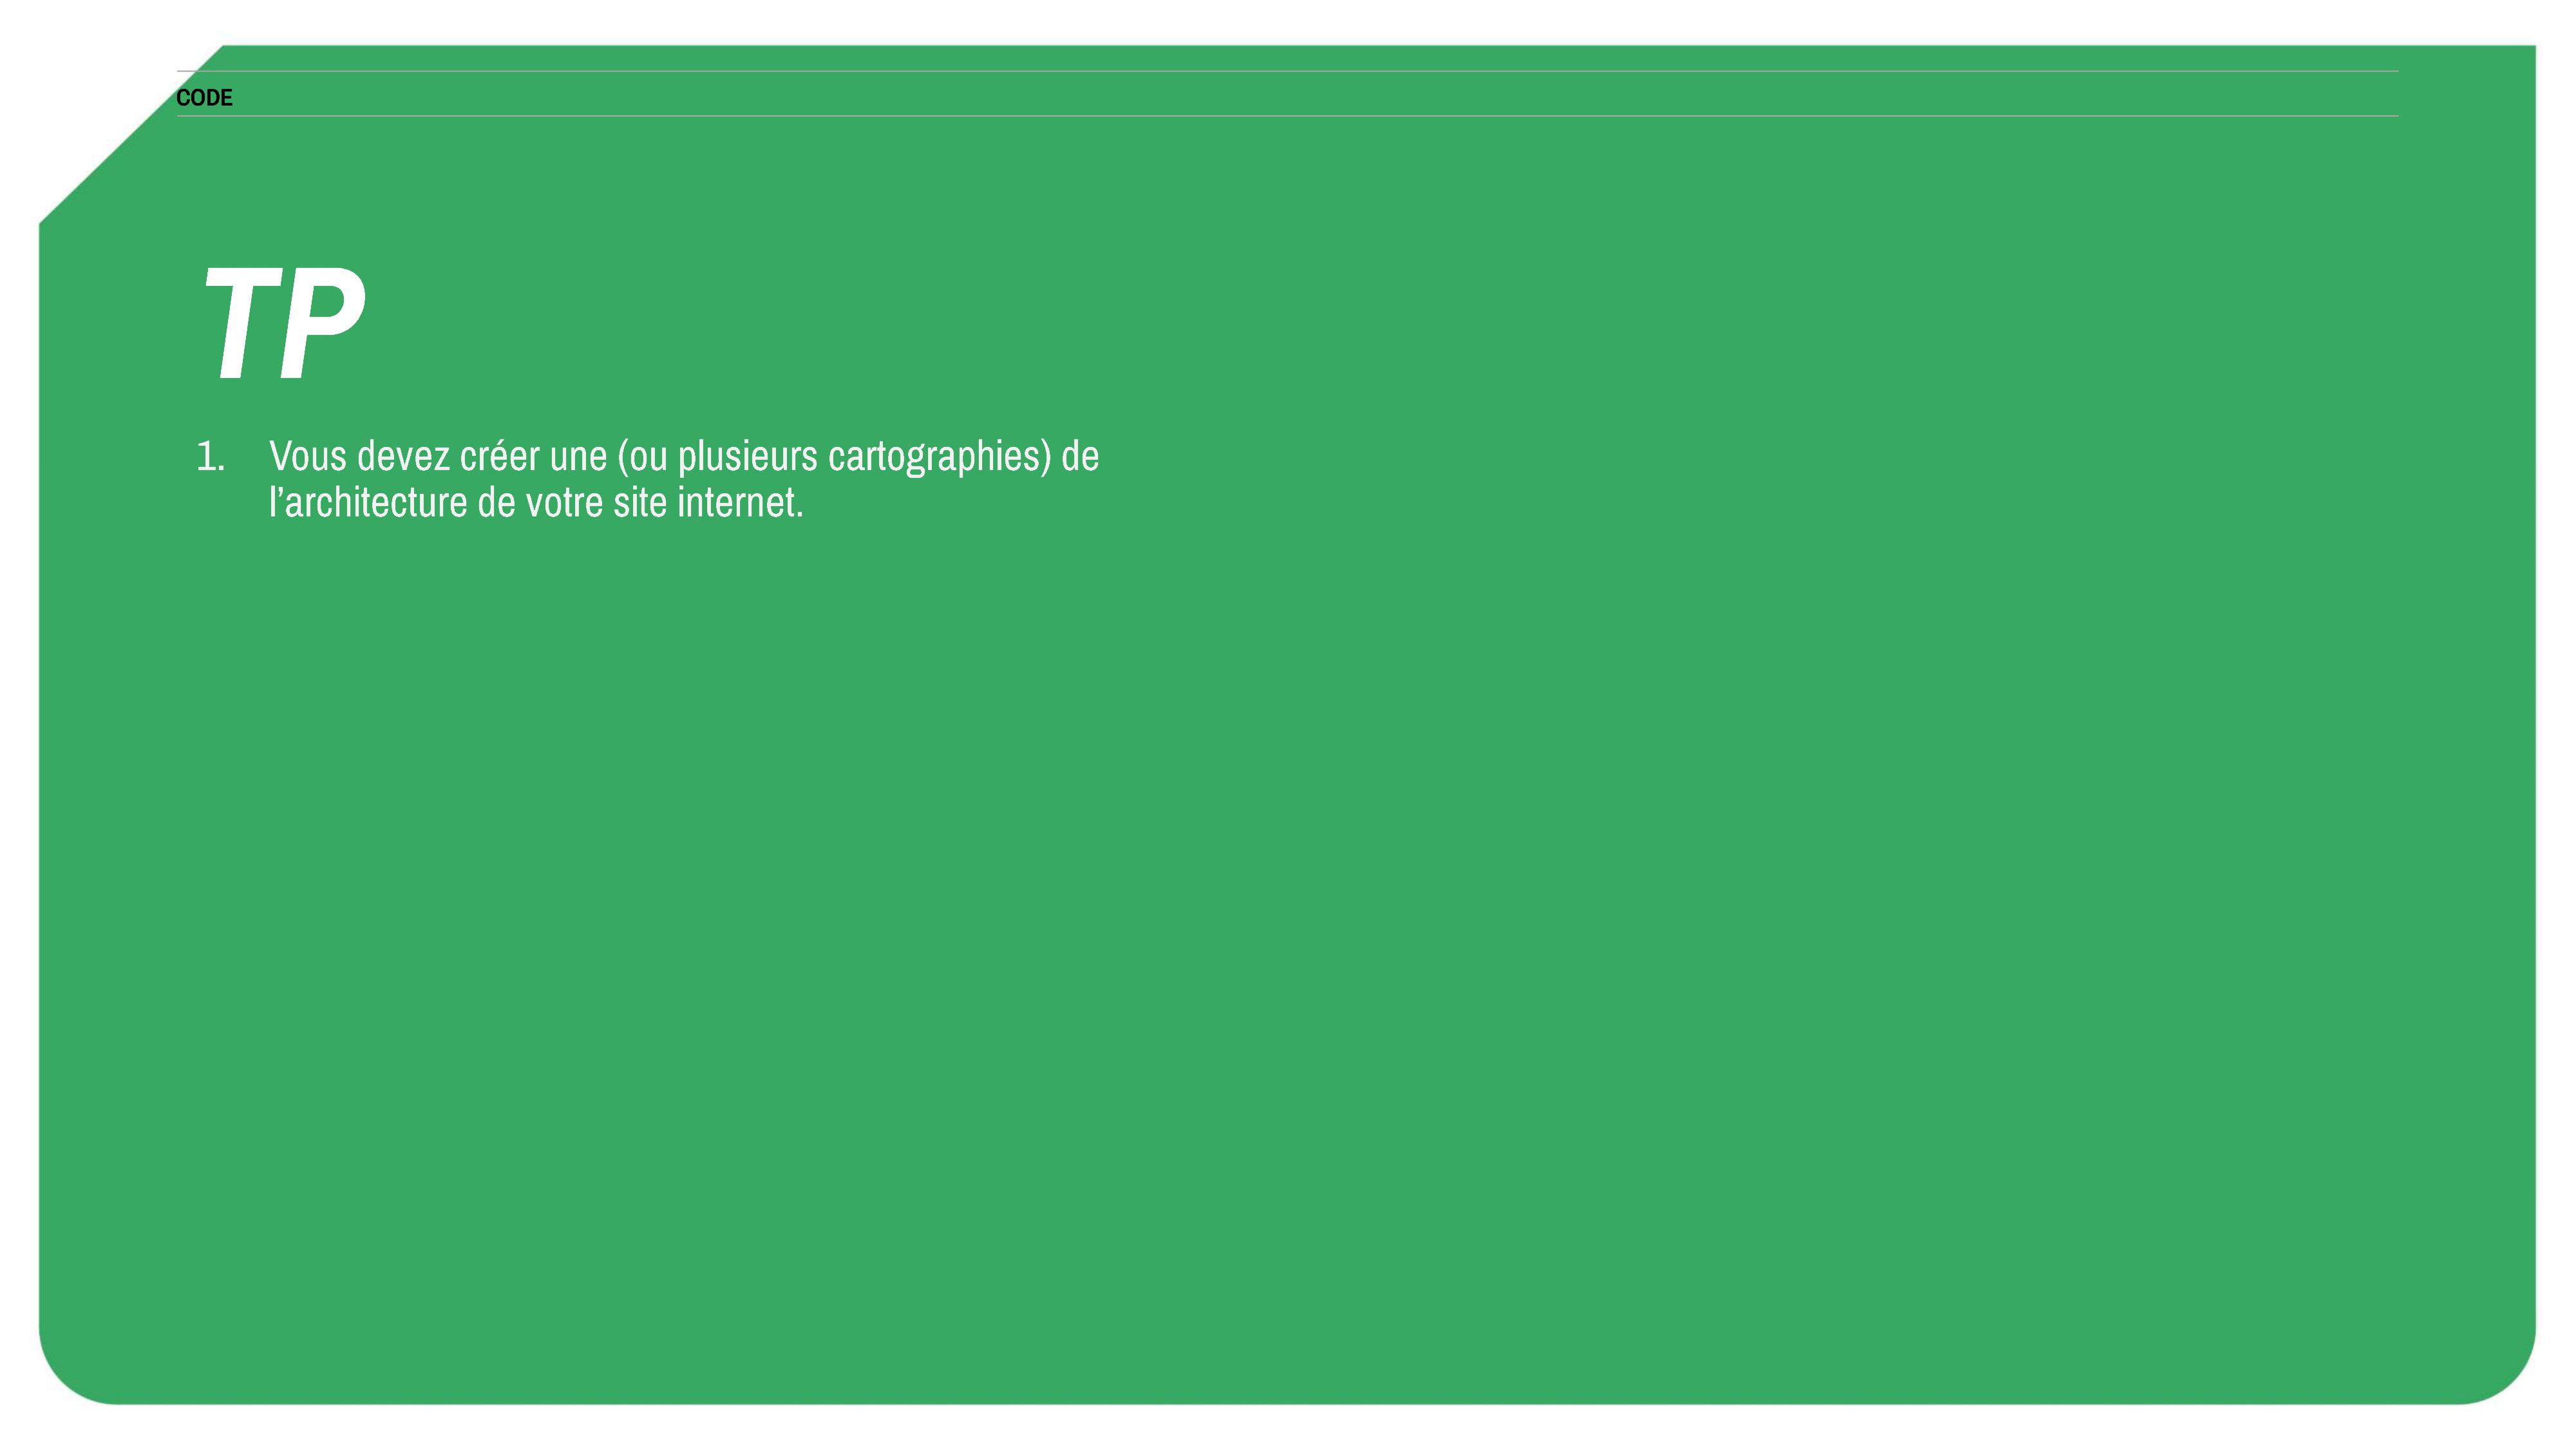 CODE
TP
1. Vous devez créer une (ou plusieurs cartographies) de
l’architecture de votre site internet.